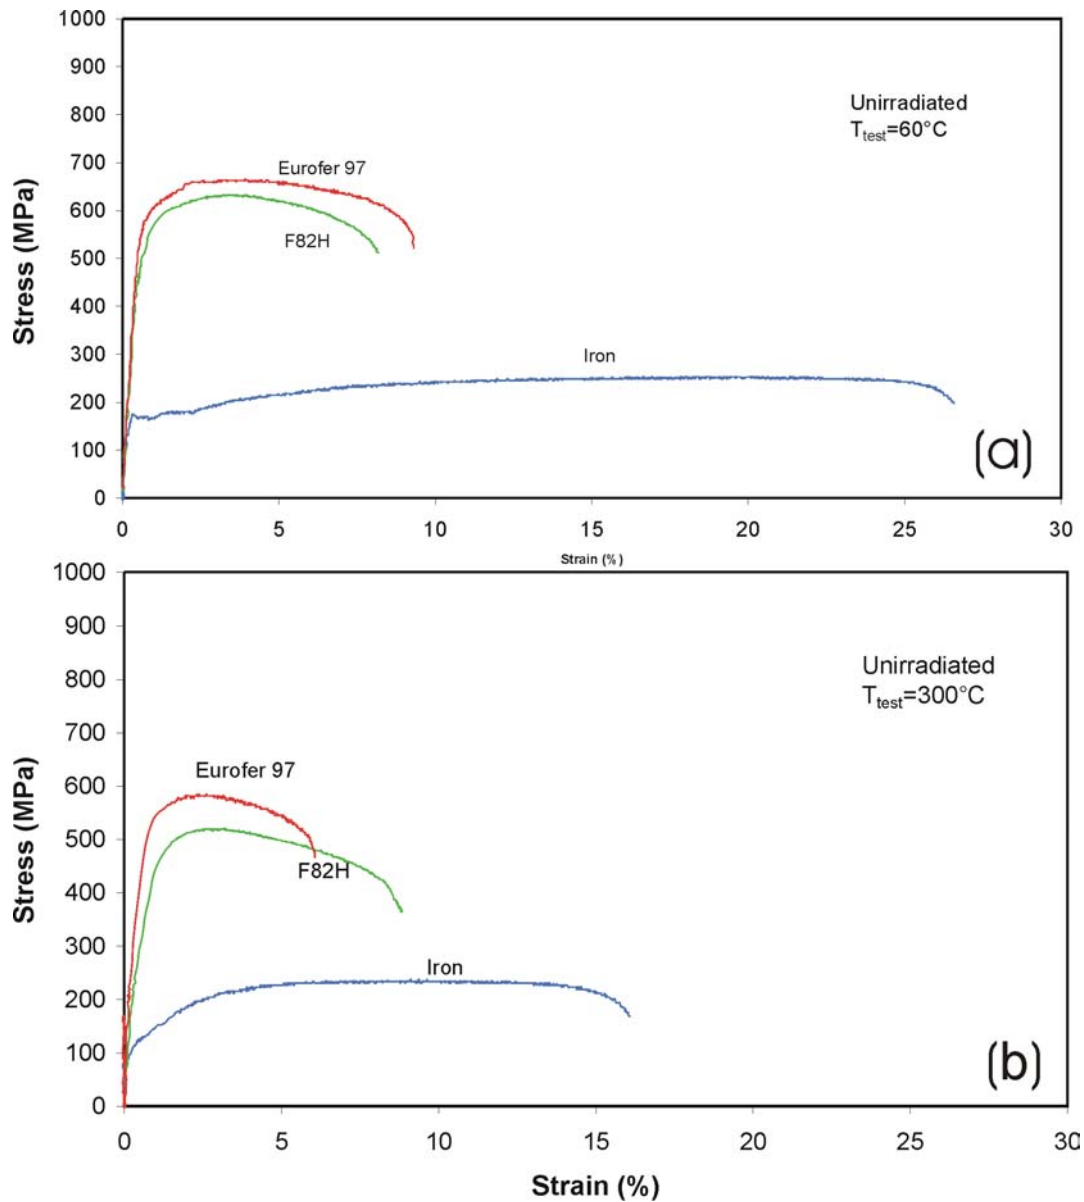 1000
900
800
700
600
500
400
300
200
100
0
Stress (MPa)
Unirradiated
Ttest=60°C
Eurofer 97
F82H
Iron
(a)
0 5 10 15 20 25 30
Strain (%)
1000
900
800
700
600
500
400
300
200
100
0
Stress (MPa)
Unirradiated
Ttest=300°C
Eurofer 97
F82H
Iron
(b)
0 5 10 15 20 25 30
Strain (%)